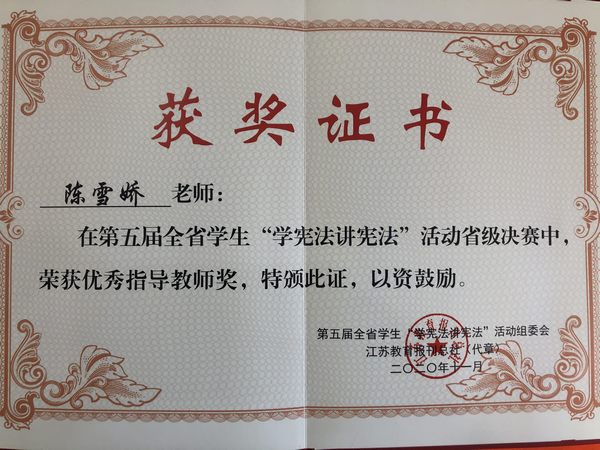 获奖证书
陈雪娇 老师：
在第五届全省学生“学宪法讲宪法”活动省级决赛中，
荣获优秀指导教师奖，特颁此证，以资鼓励。
第五届全省学生“学宪法讲宪法”活动组委会
江苏教育报刊总社（代章）
二〇二〇年十一月